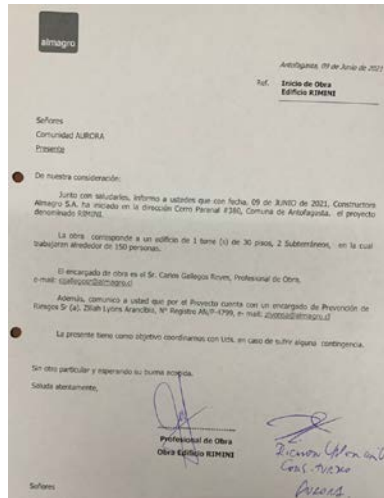 almagro
Antofagasta, 09 de Junio de 2021
Ref. Inicio de Obra
Edificio RIMINI
Señores
Comunidad AURORA
Presente
De nuestra consideración:
Junto con saludarles, informo a ustedes que con fecha, 09 de JUNIO de 2021, Constructora
Almagro S.A. ha iniciado en la dirección Cerro Paranal #380, Comuna de Antofagasta, el proyecto
denominado RIMINI.
La obra corresponde a un edificio de 1 torre (s) de 30 pisos, 2 Subterráneos, en la cual
trabajaren alrededor de 150 personas.
El encargado de obra es el Sr. Carlos Gallegos Reyes, Profesional de Obra,
e-mail: cgallegosr@almagro.cl
Además, comunico a usted que por el Proyecto cuenta con un encargado de Prevención de
Riesgos Sr (a). Lyons Arancibia, Nº Registro e- mail:
La presente tiene como objetivo coordinarnos con Uds. en caso de sufrir alguna contingencia.
Sin otro particular y esperando su buena acogida.
Saluda atentamente,
Profesional de Obra
Obra Edificio RIMINI
Aurora
Señores